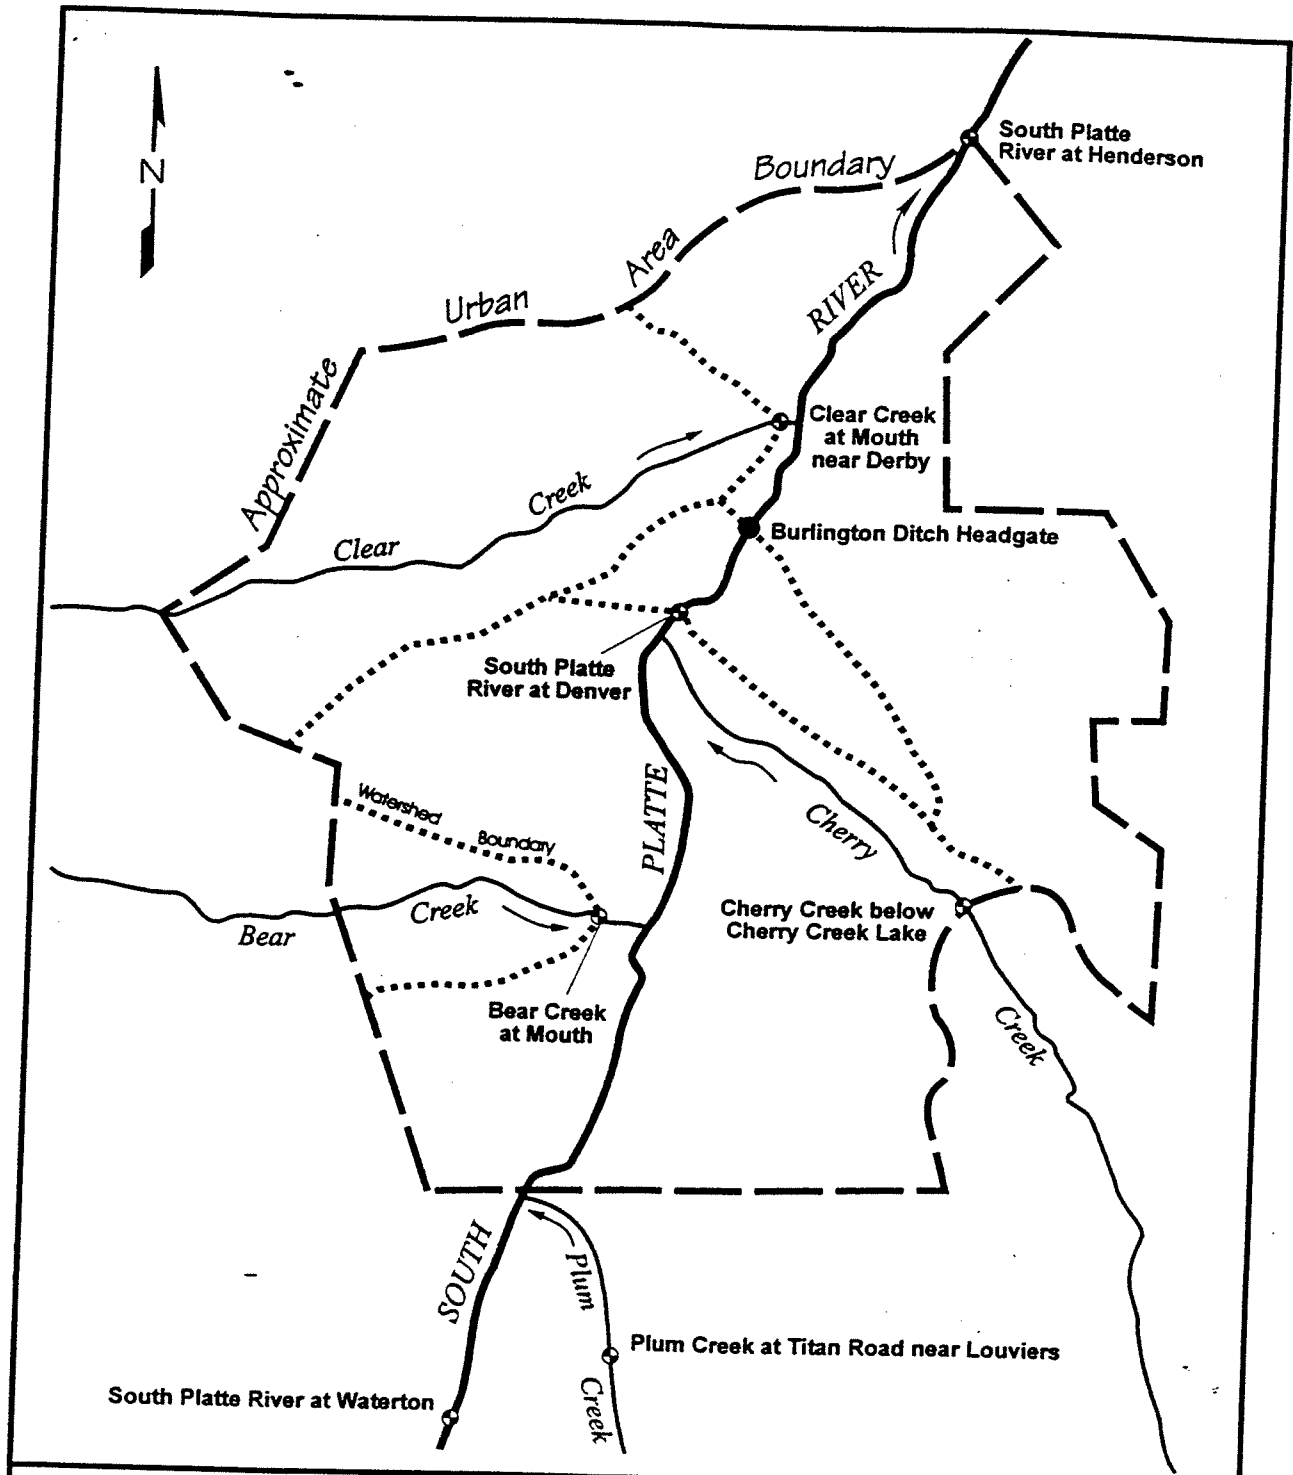 South Platte
River at Henderson
N
Boundary
Area
RIVER
Urban
Approximate
Clear Creek
at Mouth
near Derby
Creek
Clear
Burlington Ditch Headgate
South Platte
River at Denver
PLATTE
Watershed
Boundary
Cherry
Creek
Bear
Cherry Creek below
Cherry Creek Lake
Bear Creek
at Mouth
Creek
SOUTH
Plum
Plum Creek at Titan Road near Louviers
South Platte River at Waterton
Creek